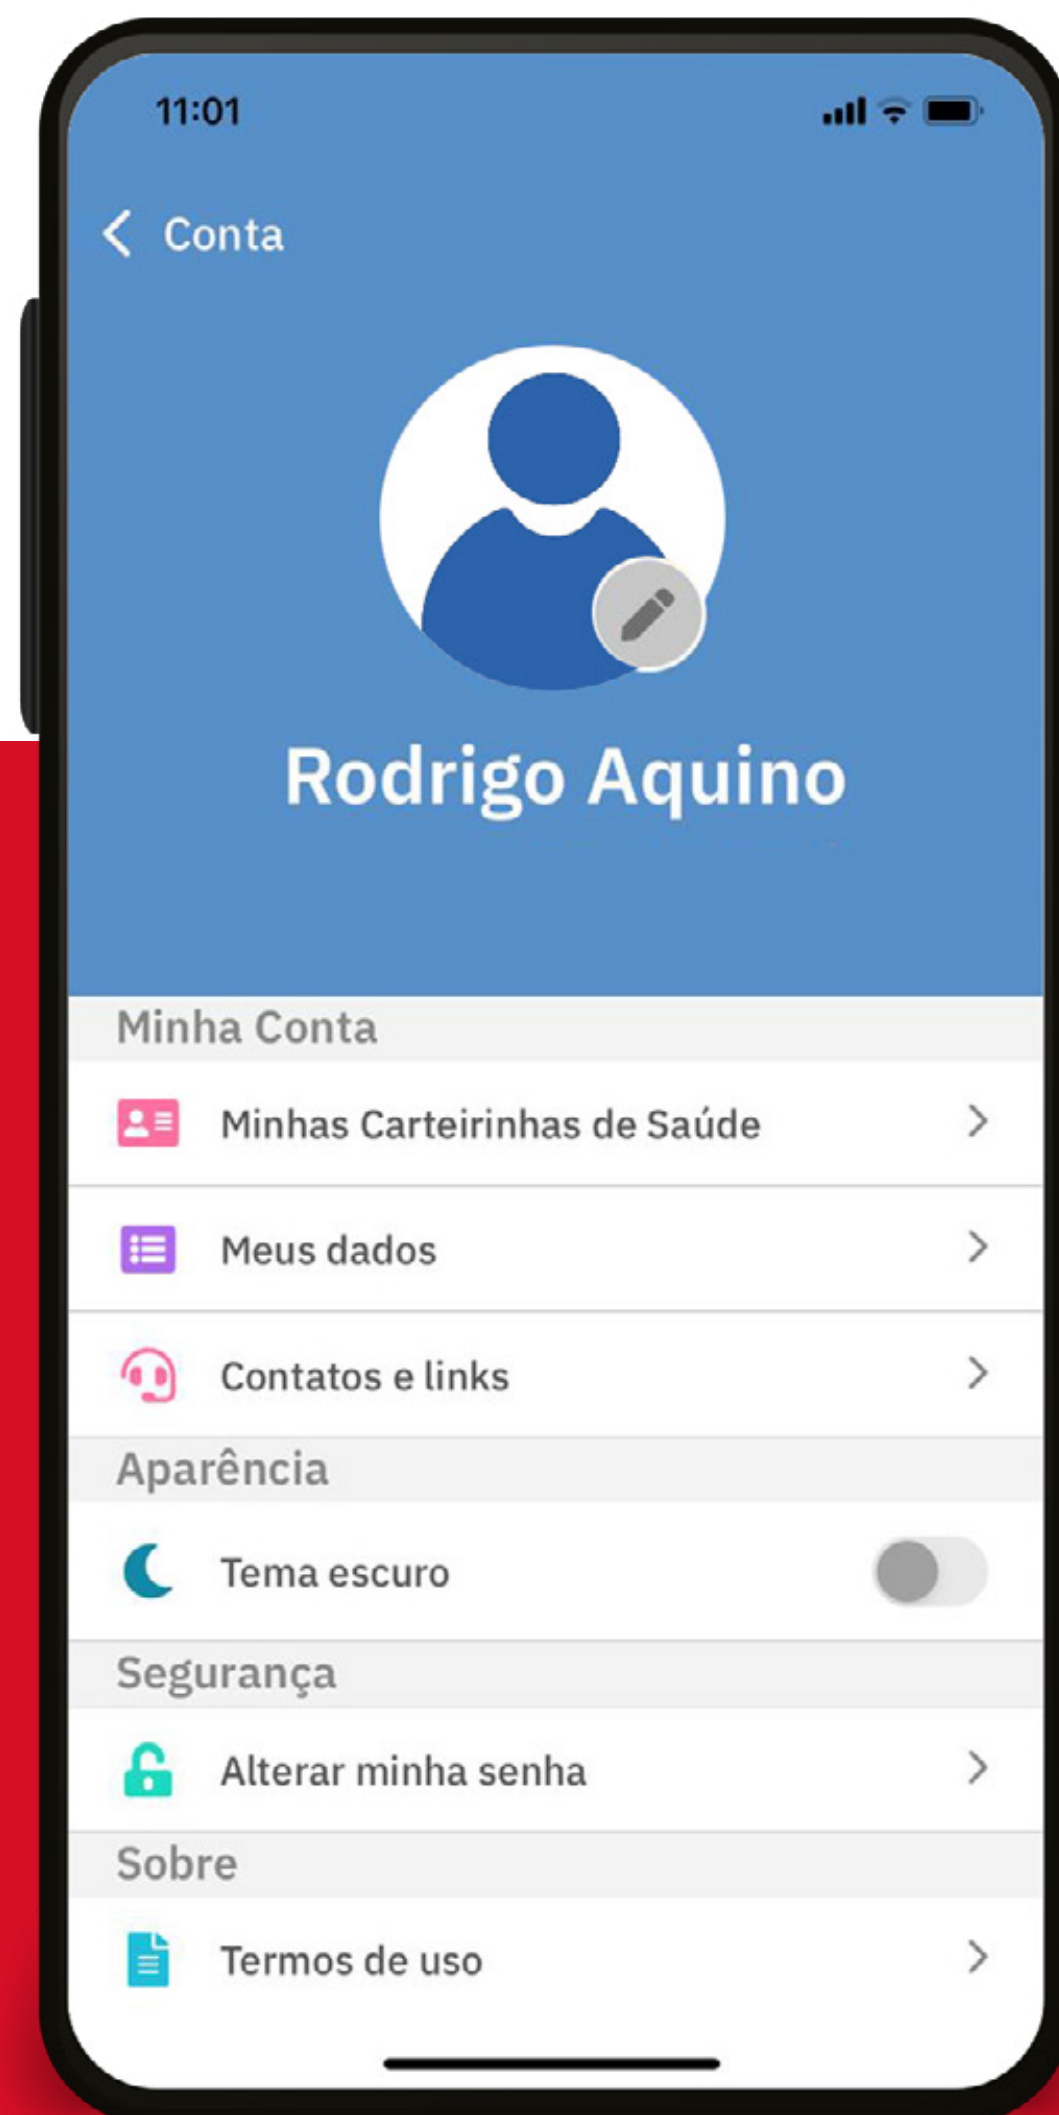 11:01
Conta
Rodrigo Aquino
Minha Conta
Minhas Carteirinhas de Saúde
Meus dados
Contatos e links
Aparência
Tema escuro
Segurança
Alterar minha senha
Sobre
Termos de uso